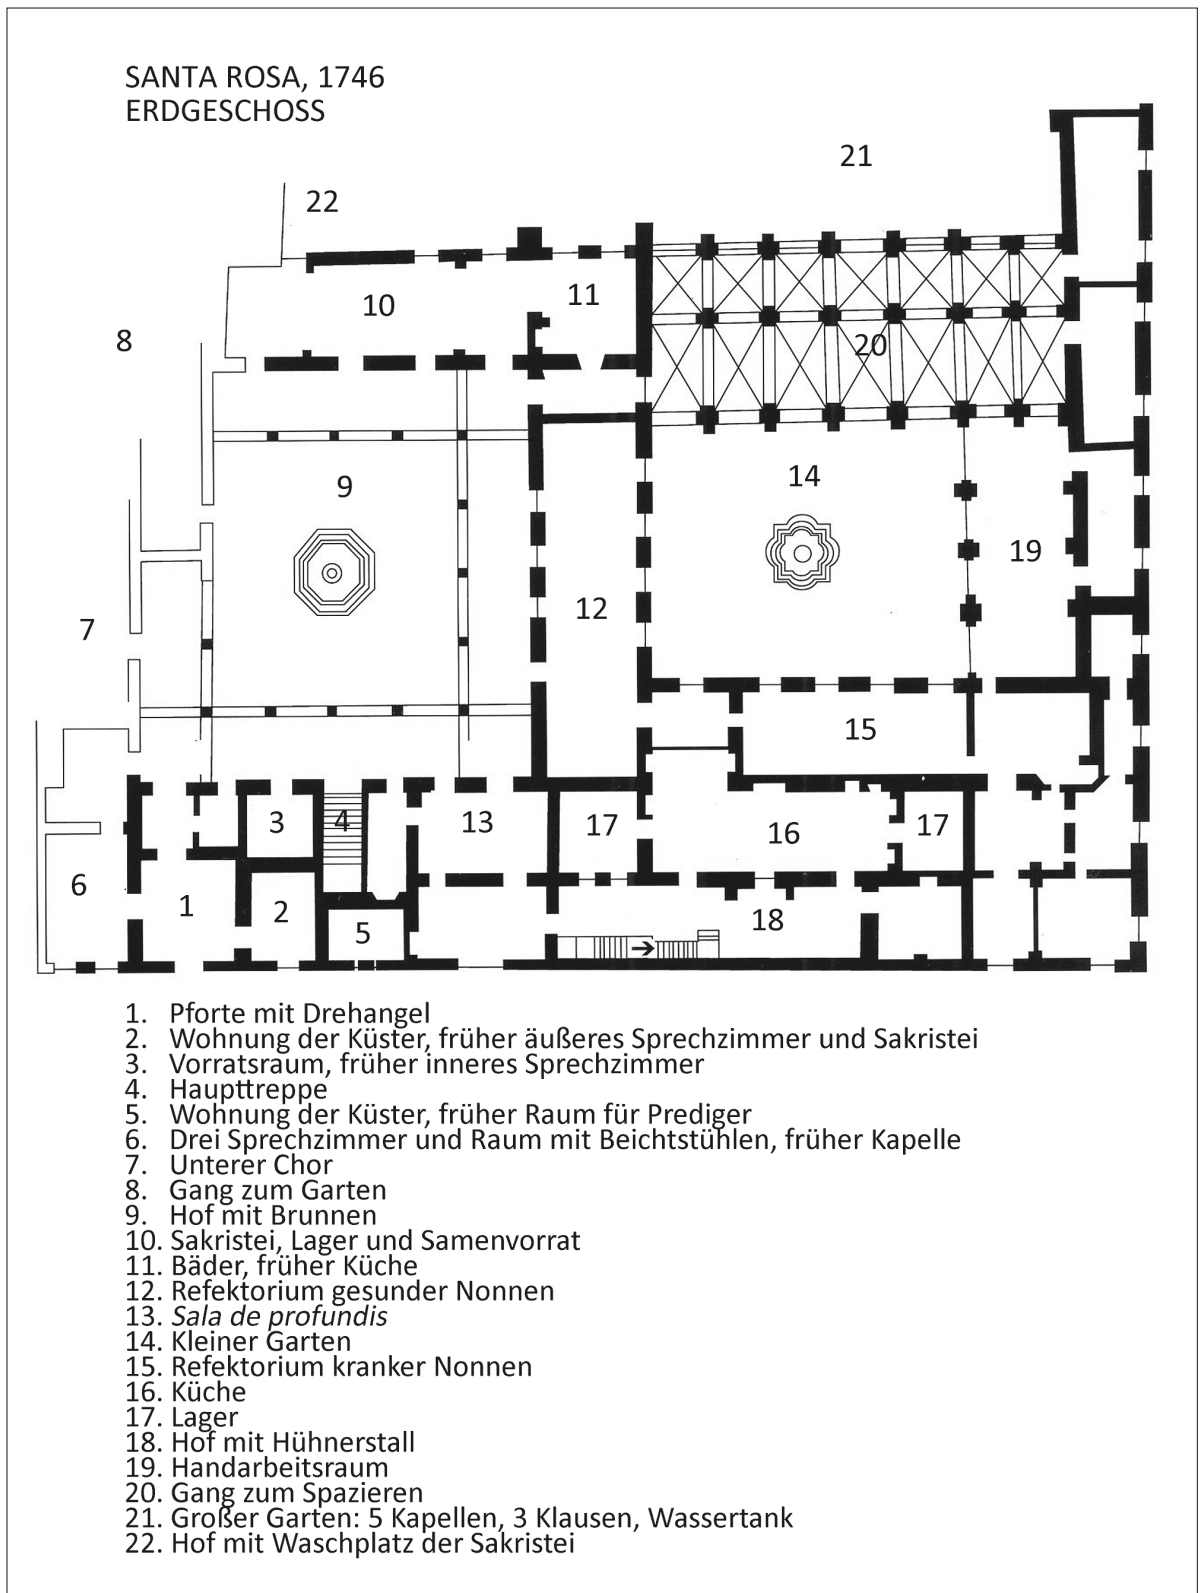 SANTA ROSA, 1746
ERDGESCHOSS
21
22
11
10
8
20
14
9
19
12
7
15
3
4
13
17
16
17
6
1
2
5
18
1. Pforte mit Drehangel
2. Wohnung der Küster, früher äußeres Sprechzimmer und Sakristei
3. Vorratsraum, früher inneres Sprechzimmer
4. Haupttreppe
5. Wohnung der Küster, früher Raum für Prediger
6. Drei Sprechzimmer und Raum mit Beichtstühlen, früher Kapelle
7. Unterer Chor
8. Gang zum Garten
9. Hof mit Brunnen
10. Sakristei, Lager und Samenvorrat
11. Bäder, früher Küche
12. Refektorium gesunder Nonnen
13. Sala de profundis
14. Kleiner Garten
15. Refektorium kranker Nonnen
16. Küche
17. Lager
18. Hof mit Hühnerstall
19. Handarbeitsraum
20. Gang zum Spazieren
21. Großer Garten: 5 Kapellen, 3 Klausen, Wassertank
22. Hof mit Waschplatz der Sakristei